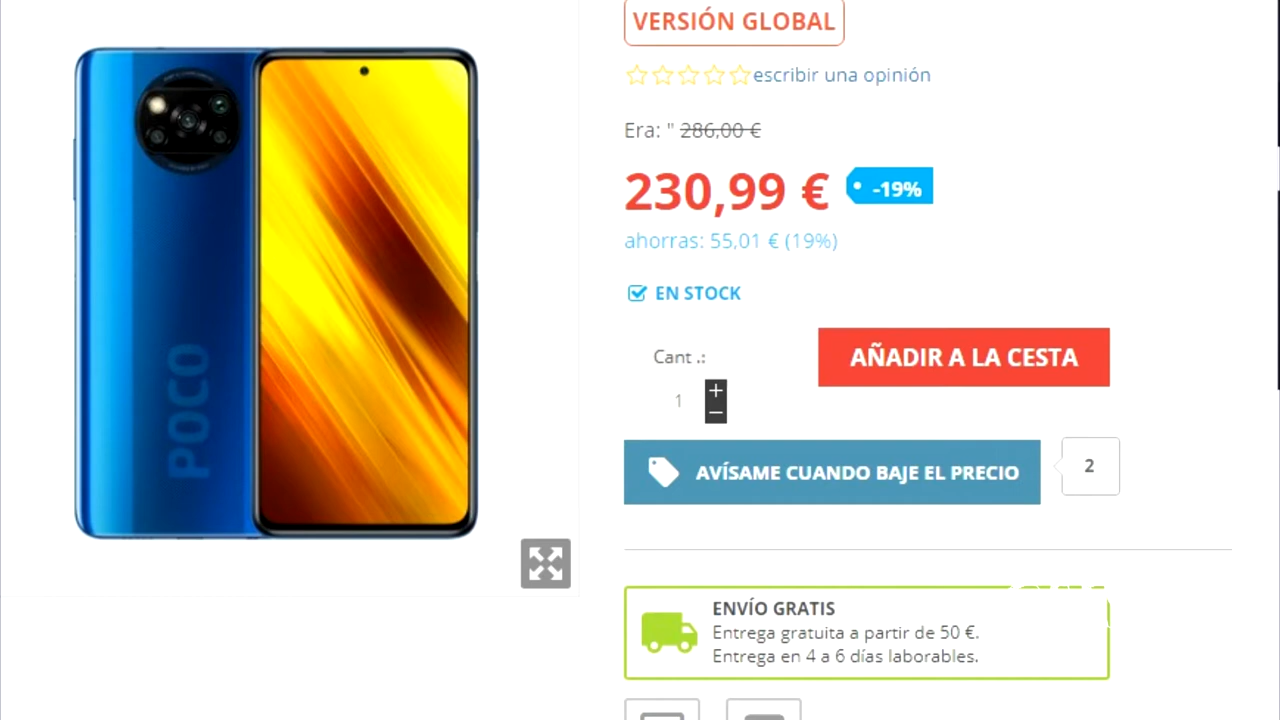 VERSIÓN GLOBAL
escribir una opinión
Era: " 286,00 €
230,99 €
-19%
ahorras: 55,01 € (19%)
EN STOCK
Cant .:
AÑADIR A LA CESTA
1
+
−
AVÍSAME CUANDO BAJE EL PRECIO
2
ENVÍO GRATIS
Entrega gratuita a partir de 50 €.
Entrega en 4 a 6 días laborables.
POCO